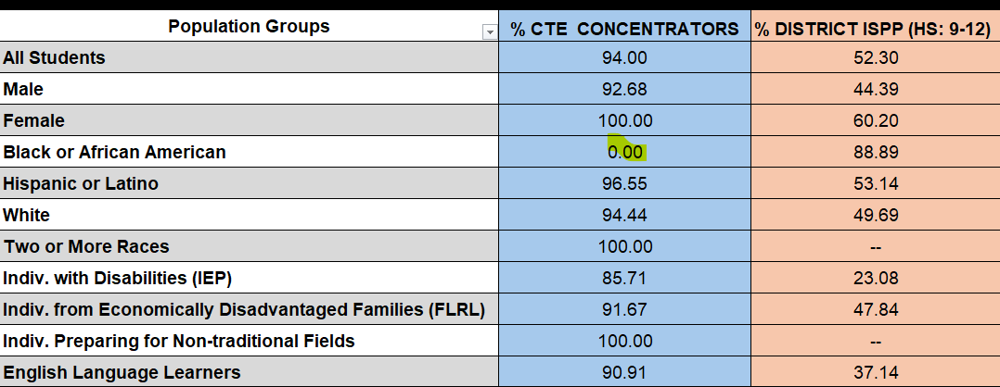 Population Groups % CTE CONCENTRATORS % DISTRICT ISPP (HS: 9-12)
All Students 94.00 52.30
Male 92.68 44.39
Female 100.00 60.20
Black or African American 0.00 88.89
Hispanic or Latino 96.55 53.14
White 94.44 49.69
Two or More Races 100.00 --
Indiv. with Disabilities (IEP) 85.71 23.08
Indiv. from Economically Disadvantaged Families (FLRL) 91.67 47.84
Indiv. Preparing for Non-traditional Fields 100.00 --
English Language Learners 90.91 37.14